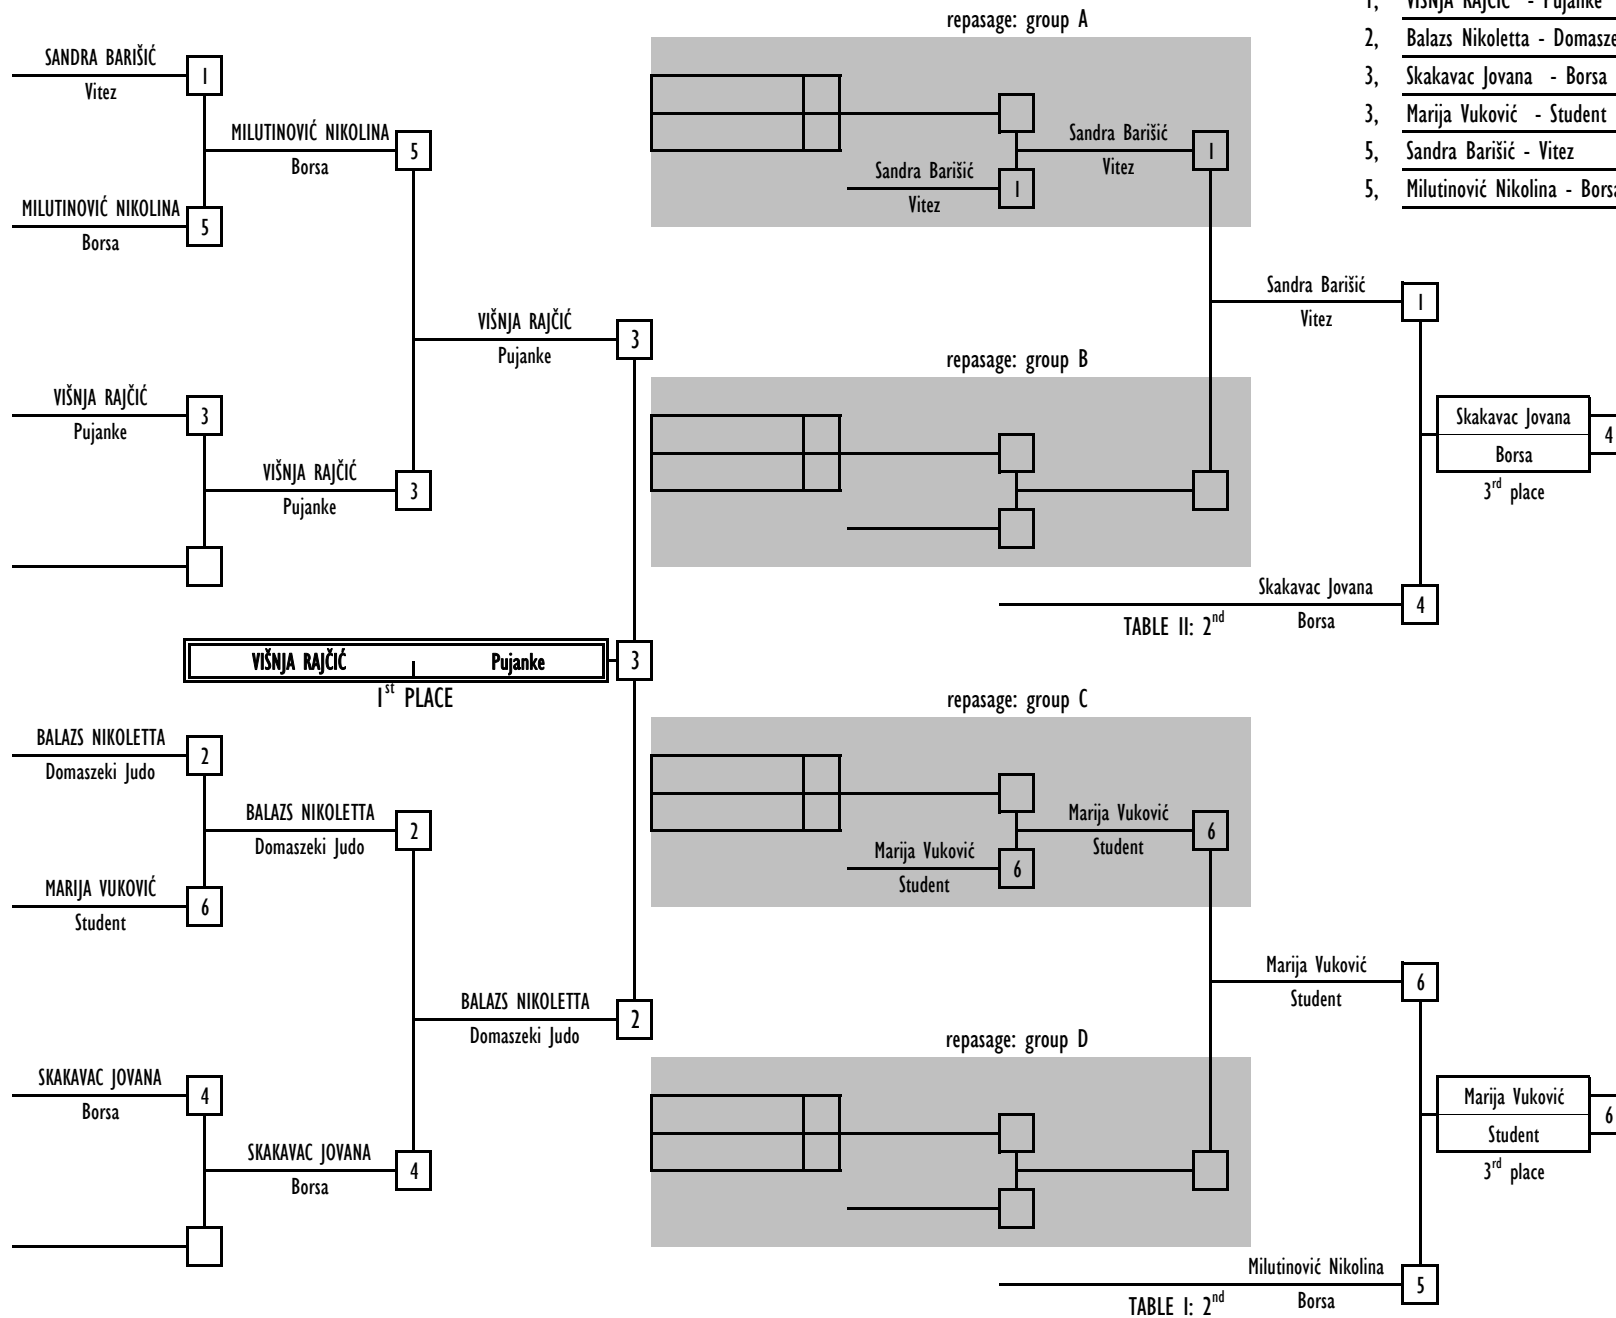 SANDRA BARIŠIĆ
1
Vitez
MILUTINOVIĆ NIKOLINA
5
Borsa
MILUTINOVIĆ NIKOLINA
5
Borsa
VIŠNJA RAJČIĆ
3
Pujanke
VIŠNJA RAJČIĆ
3
Pujanke
VIŠNJA RAJČIĆ
3
Pujanke
VIŠNJA RAJČIĆ Pujanke
3
1st PLACE
BALAZS NIKOLETTA
2
Domaszeki Judo
BALAZS NIKOLETTA
2
Domaszeki Judo
MARIJA VUKOVIĆ
6
Student
BALAZS NIKOLETTA
2
Domaszeki Judo
SKAKAVAC JOVANA
4
Borsa
SKAKAVAC JOVANA
4
Borsa
repasage: group A
Sandra Barišić
1
Vitez
Sandra Barišić
1
Vitez
repasage: group B
Sandra Barišić
1
Vitez
Skakavac Jovana
4
Borsa
3rd place
Skakavac Jovana
4
TABLE II: 2nd Borsa
repasage: group C
Marija Vuković
6
Student
Marija Vuković
6
Student
repasage: group D
Marija Vuković
6
Student
Marija Vuković
6
Student
3rd place
Milutinović Nikolina
5
TABLE I: 2nd Borsa
1, VIŠNJA RAJČIĆ - Pujanke
2, Balazs Nikoletta - Domasze
3, Skakavac Jovana - Borsa
3, Marija Vuković - Student
5, Sandra Barišić - Vitez
5, Milutinović Nikolina - Borsa